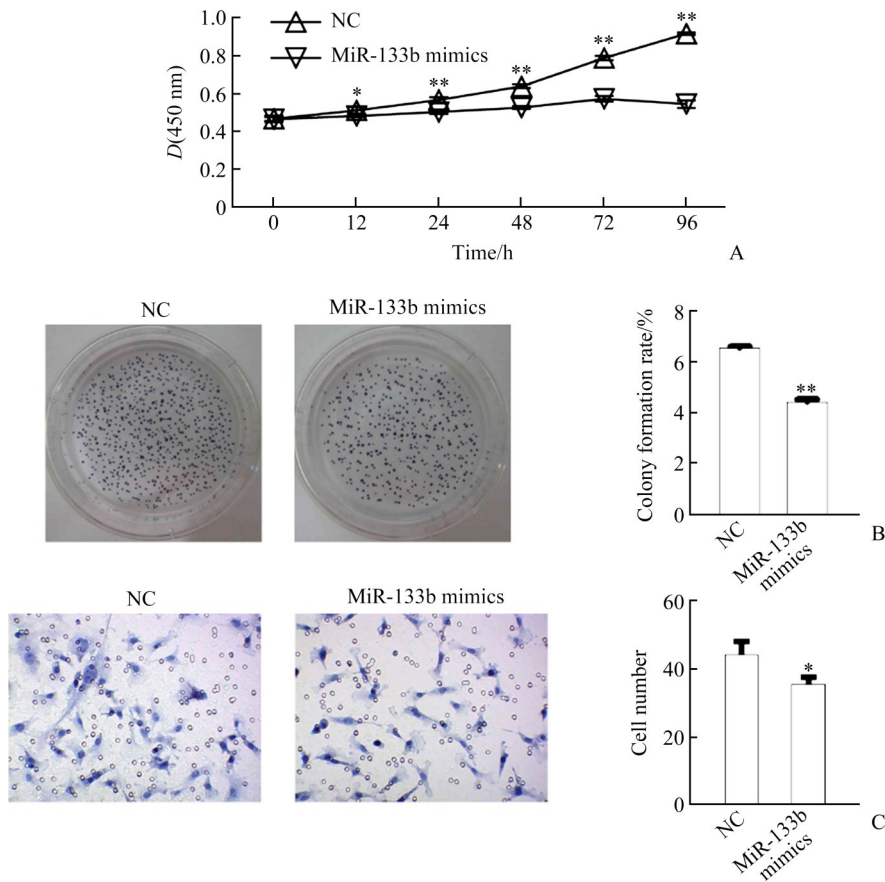 1.0
0.8
0.6
0.4
0.2
0
D(450 nm)
NC
MiR-133b mimics
*
**
**
**
**
0 12 24 48 72 96
Time/h
A
NC
MiR-133b mimics
8
6
4
2
0
Colony formation rate/%
**
NC
MiR-133b
mimics
B
NC
MiR-133b mimics
60
40
20
0
Cell number
*
NC
MiR-133b
mimics
C